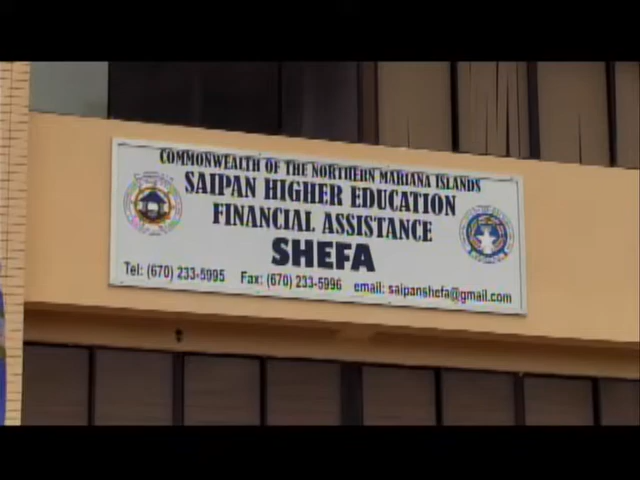 COMMONWEALTH OF THE NORTHERN MARIANA ISLANDS
SAIPAN HIGHER EDUCATION
FINANCIAL ASSISTANCE
SHEFA
Tel: (670) 233-5995 Fax: (670) 233-5996 email: saipanshefa@gmail.com